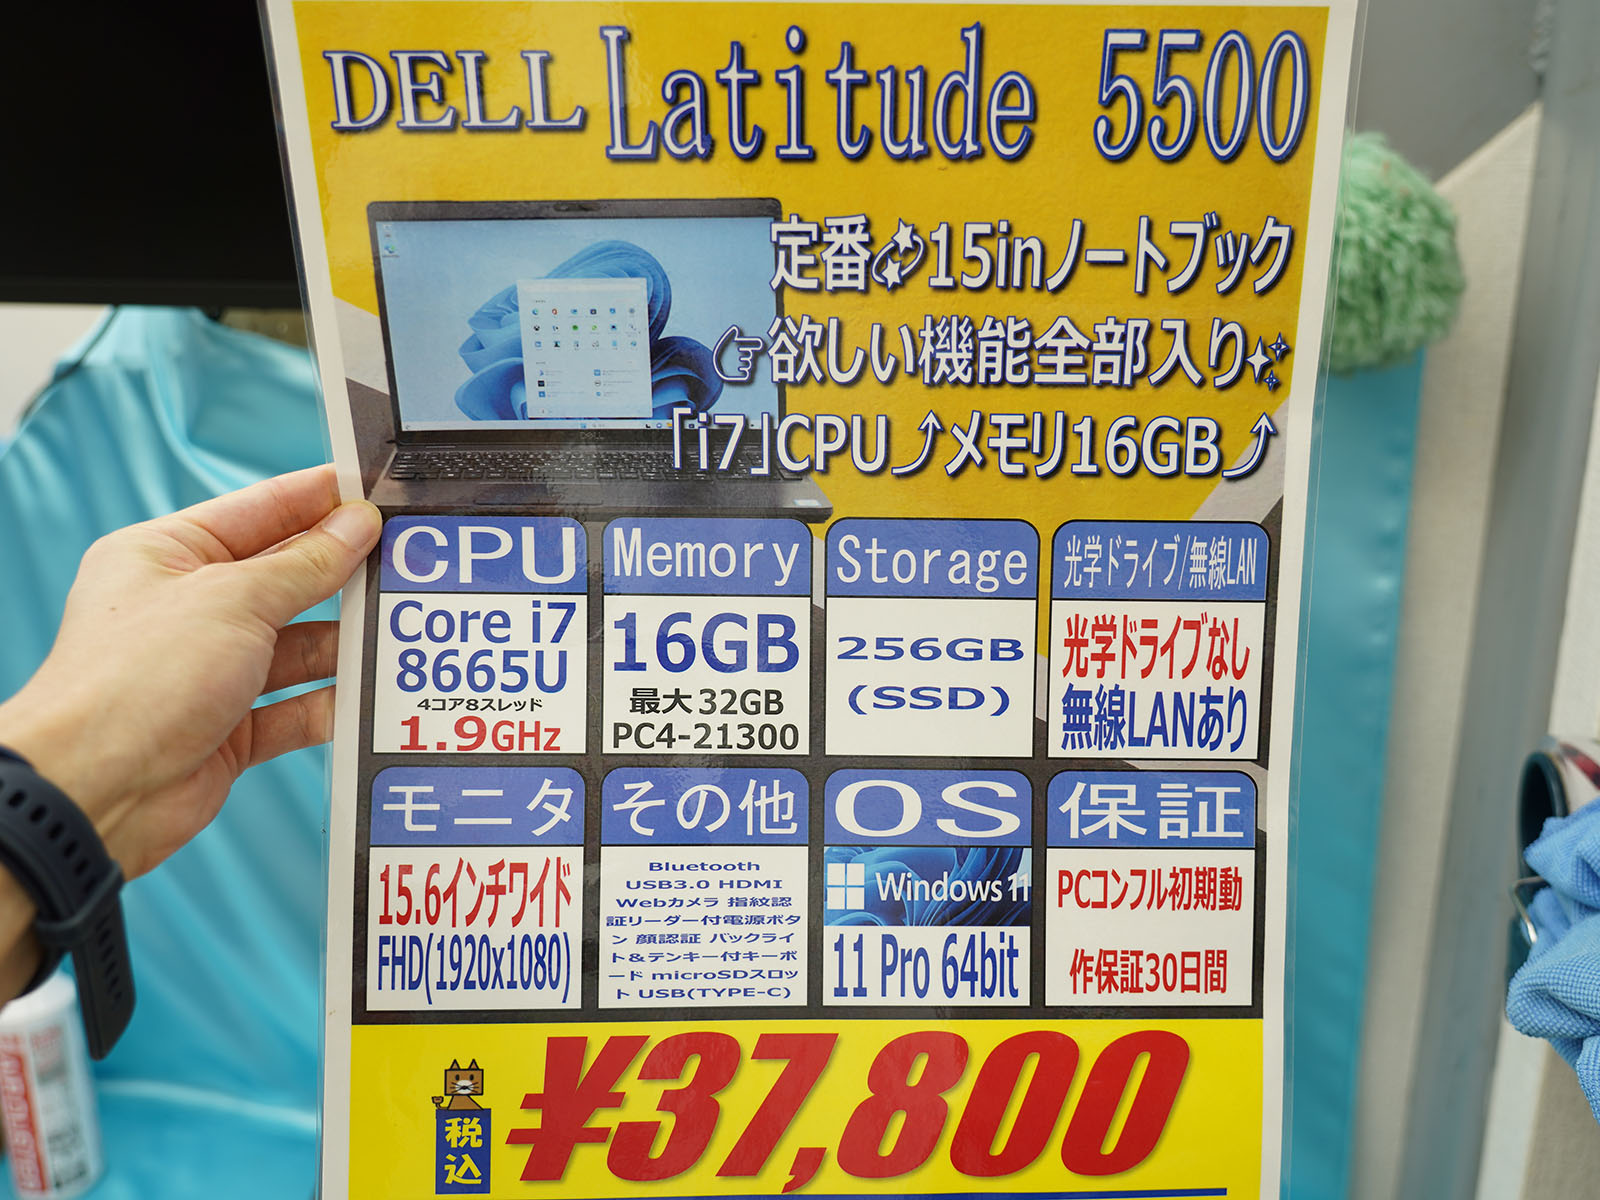 DELL Latitude 5500
定番15inノートブック
欲しい機能全部入り
「i7」CPU⤴メモリ16GB⤴
CPU
Core i7
8665U
4コア8スレッド
1.9GHz
Memory
16GB
最大32GB
PC4-21300
Storage
256GB
(SSD)
光学ドライブ/無線LAN
光学ドライブなし
無線LANあり
モニタ
15.6インチワイド
FHD(1920x1080)
その他
Bluetooth
USB3.0 HDMI
Webカメラ 指紋認
証リーダー付電源ボタ
ン 顔認証 バックライ
ト&テンキー付キーボ
ード microSDスロッ
ト USB(TYPE-C)
OS
Windows 11
11 Pro 64bit
保証
PCコンフル初期動
作保証30日間
税込
¥37,800